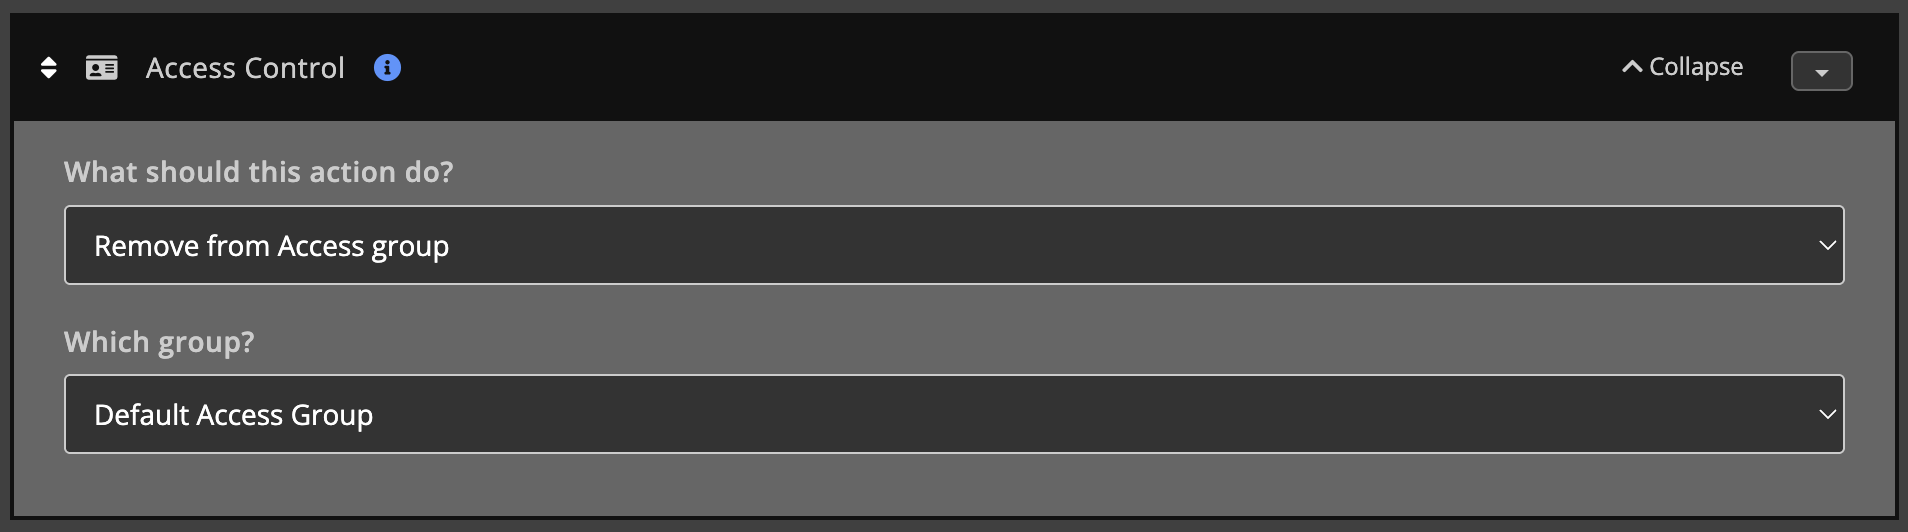 Access Control
Collapse
What should this action do?
Remove from Access group
Which group?
Default Access Group